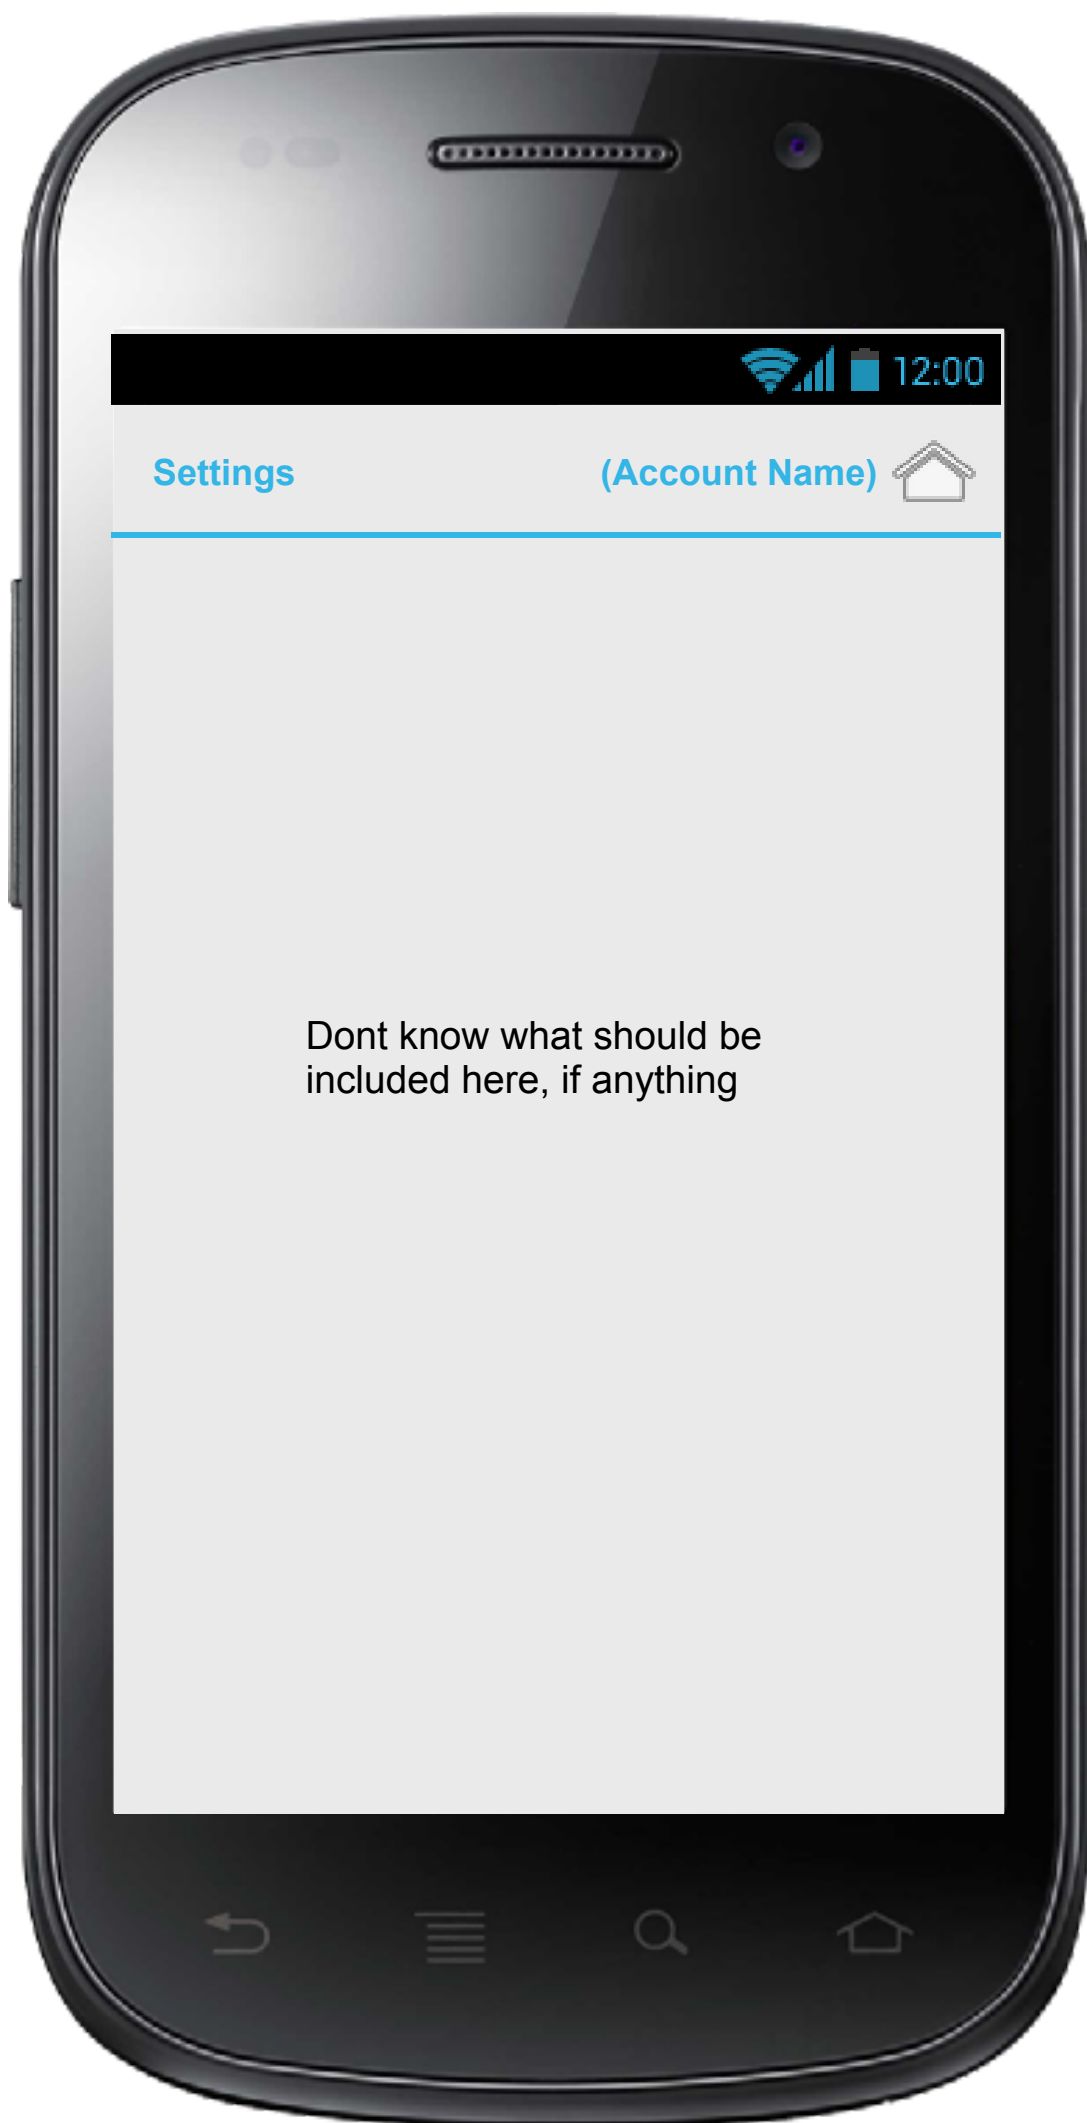 12:00
Settings (Account Name)
Dont know what should be
included here, if anything